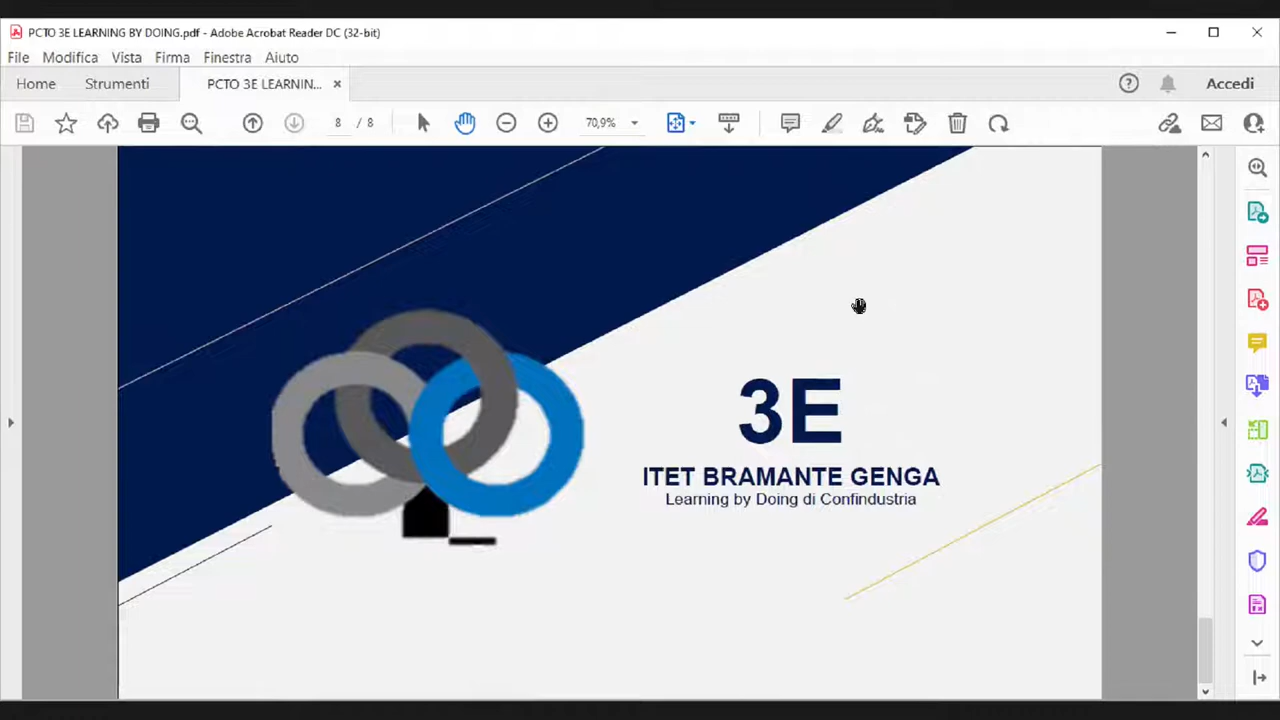 PCTO 3E LEARNING BY DOING.pdf - Adobe Acrobat Reader DC (32-bit)
File Modifica Vista Firma Finestra Aiuto
Home Strumenti PCTO 3E LEARNIN... Accedi
8 / 8 70,9%
3E
ITET BRAMANTE GENGA
Learning by Doing di Confindustria